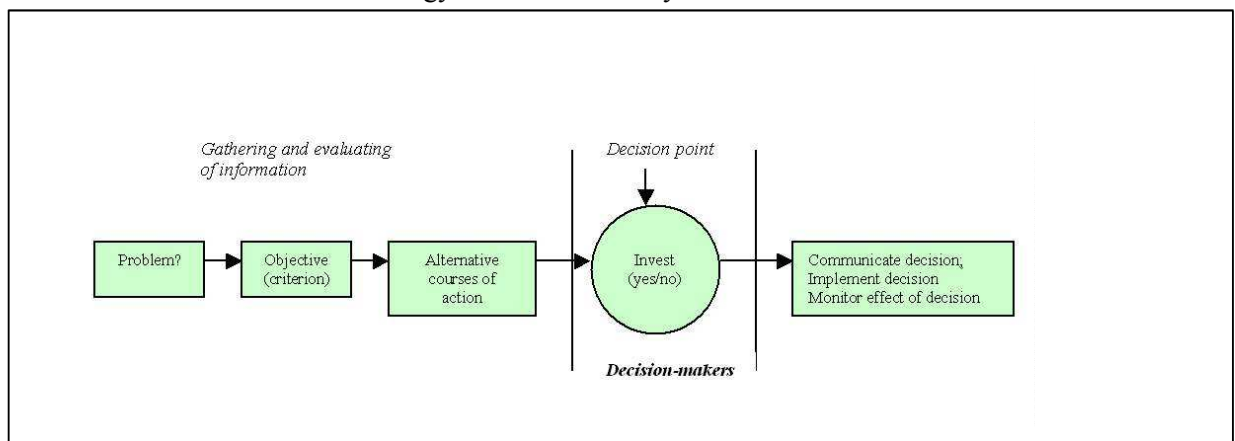 Gathering and evaluating
of information
Decision point
Problem?
Objective
(criterion)
Alternative
courses of
action
Invest
(yes/no)
Communicate decision;
Implement decision
Monitor effect of decision
Decision-makers